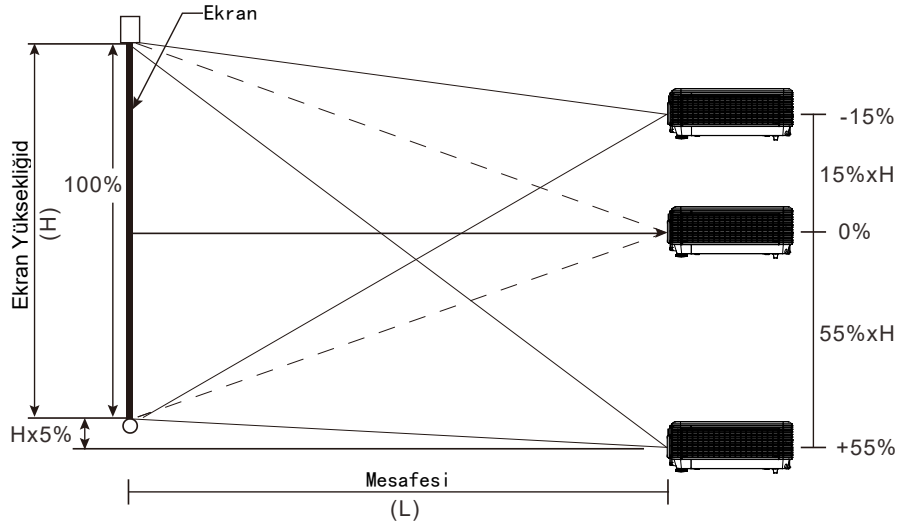 Ekran
-15%
15%xH
100%
Ekran Yüksekliğid
(H)
0%
55%xH
Hx5%
+55%
Mesafesi
(L)